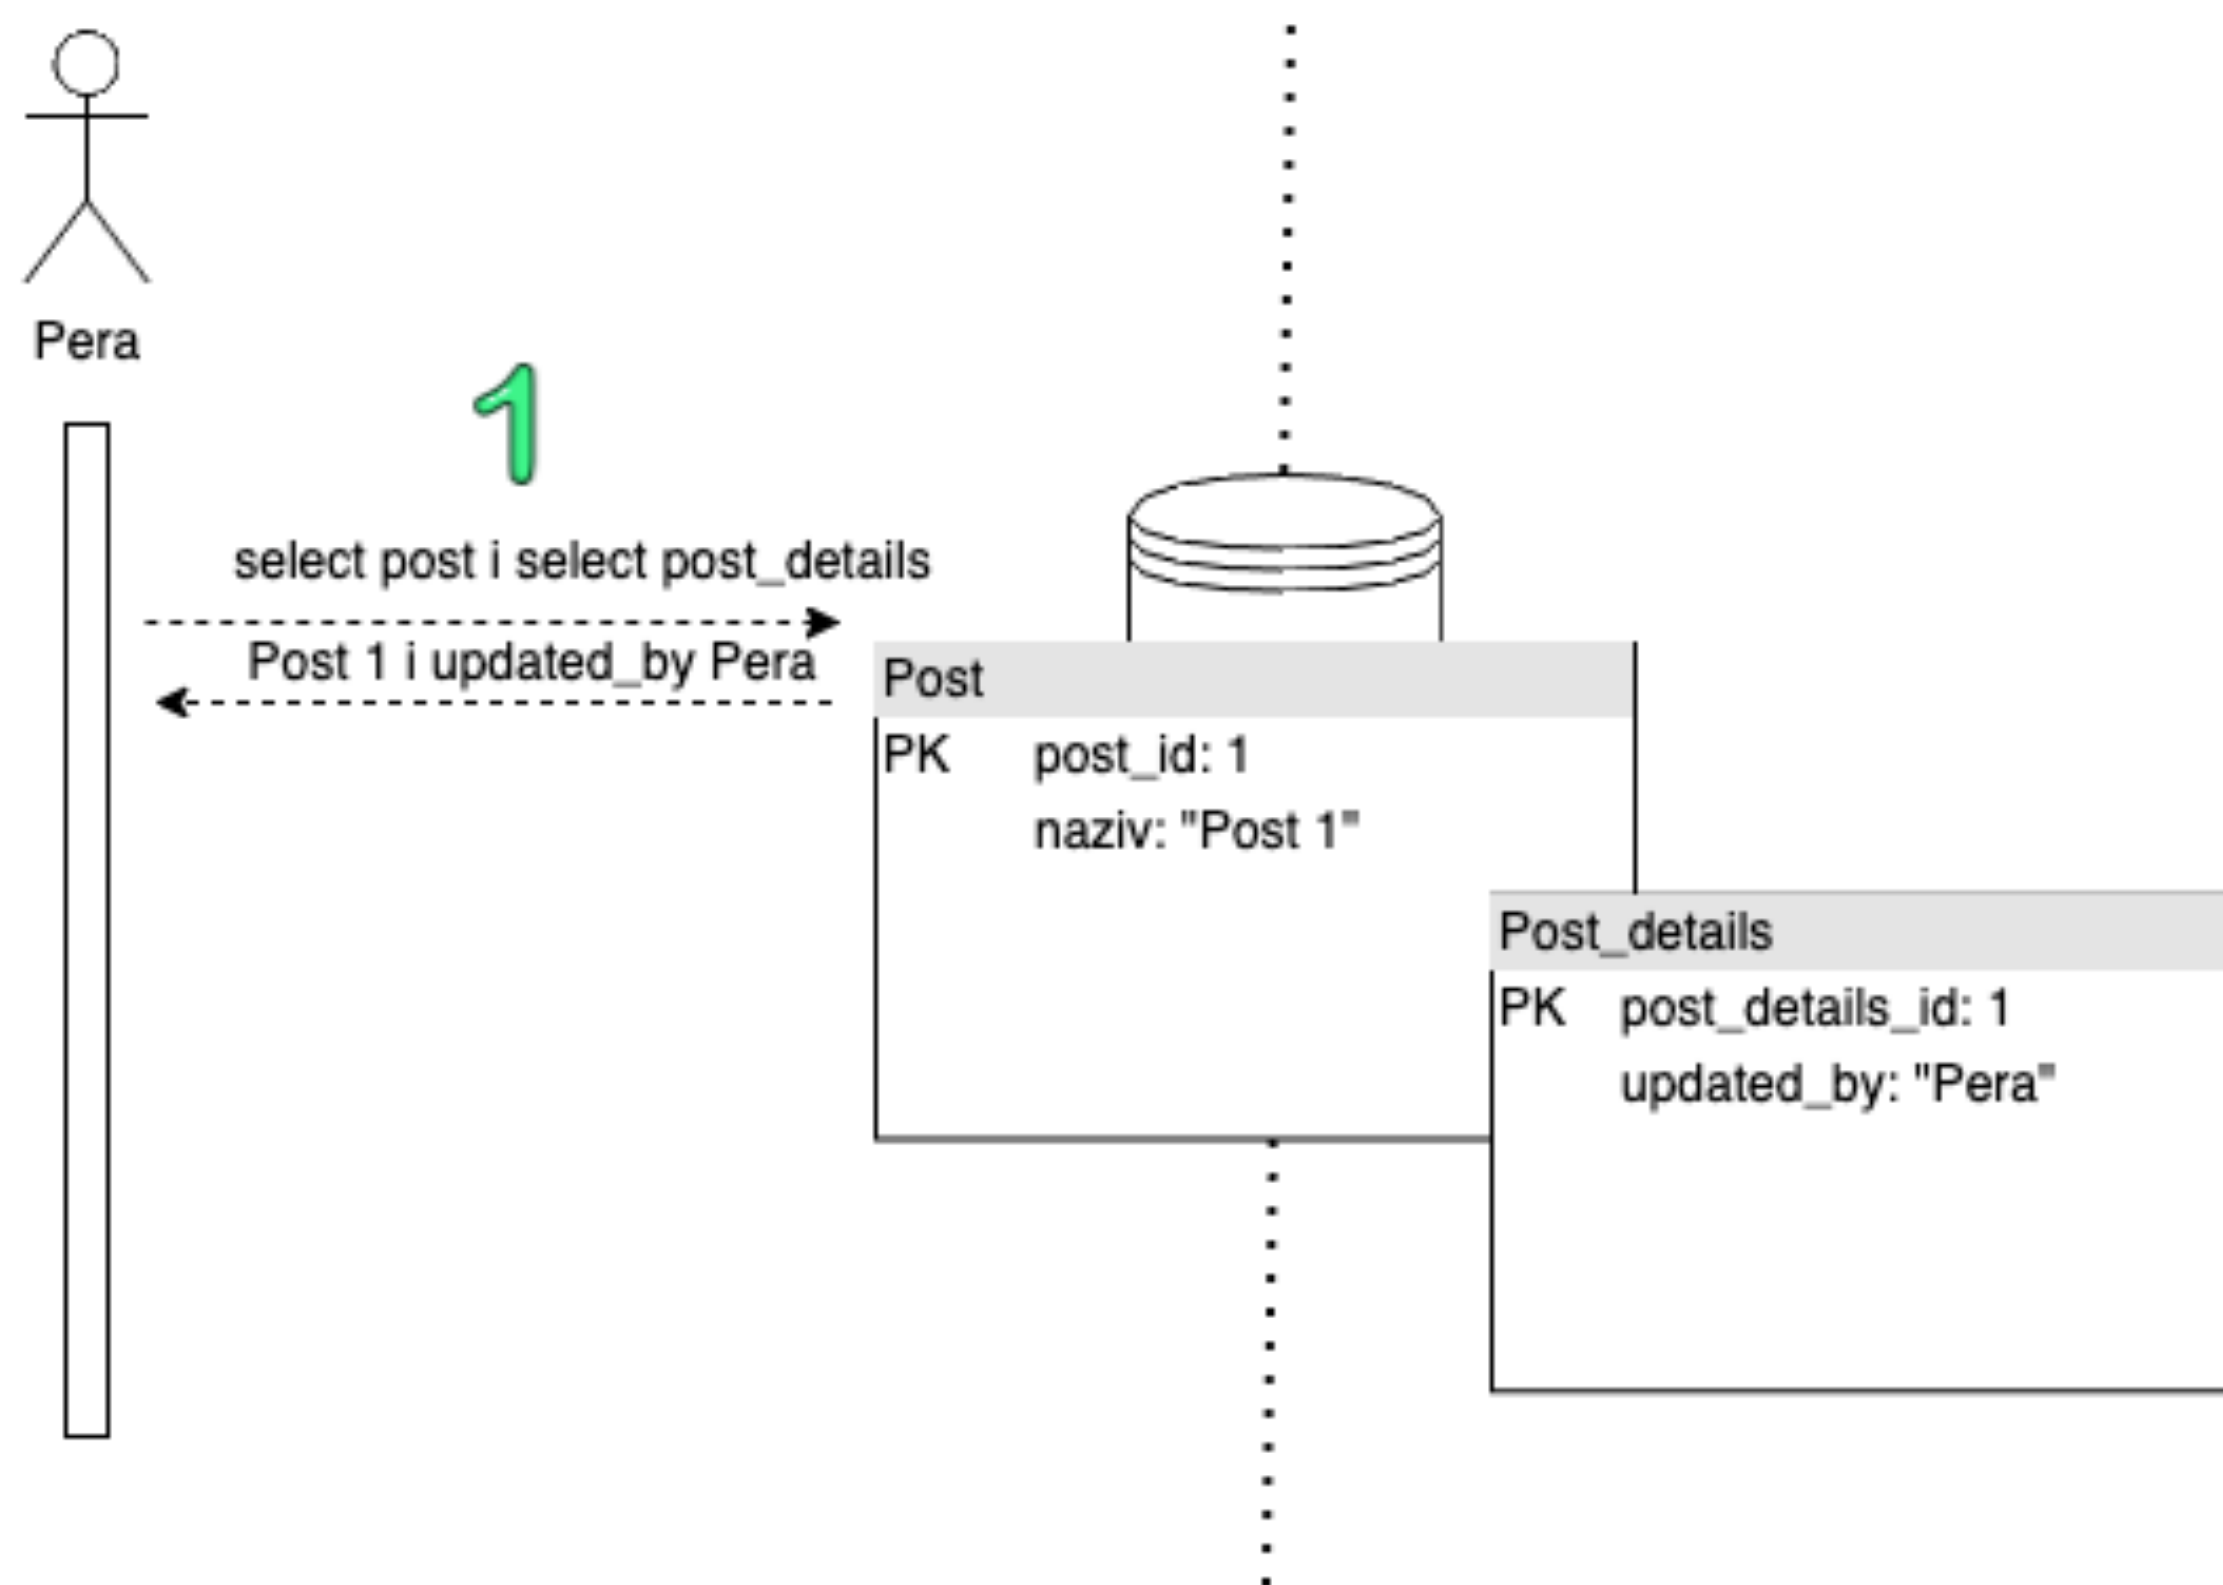 Pera
1
select post i select post_details
Post 1 i updated_by Pera
Post
PK post_id: 1
naziv: "Post 1"
Post_details
PK post_details_id: 1
updated_by: "Pera"